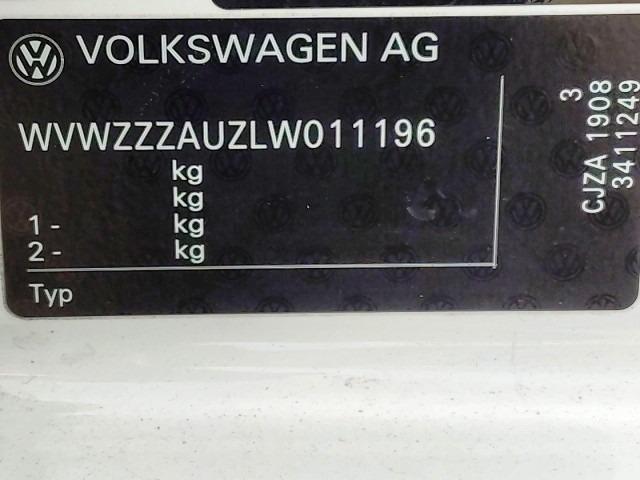 VOLKSWAGEN AG
WVWZZZAUZLW011196
kg
kg
1 - kg
2 - kg
Typ
3
CJZA 1908
3411249